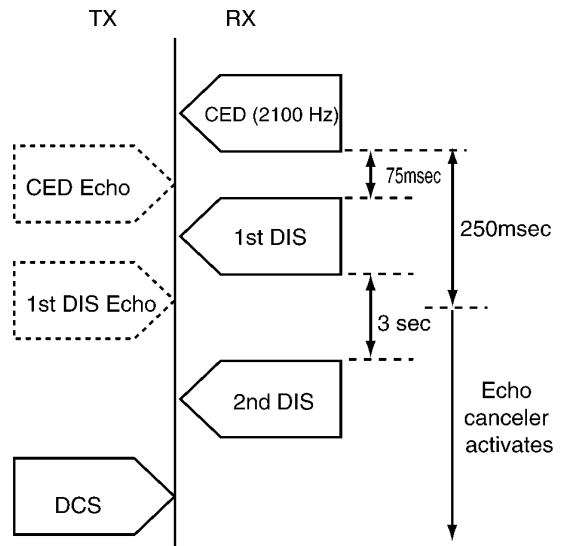 TX
RX
CED (2100 Hz)
CED Echo
75msec
1st DIS
250msec
1st DIS Echo
3 sec
2nd DIS
Echo
canceler
activates
DCS